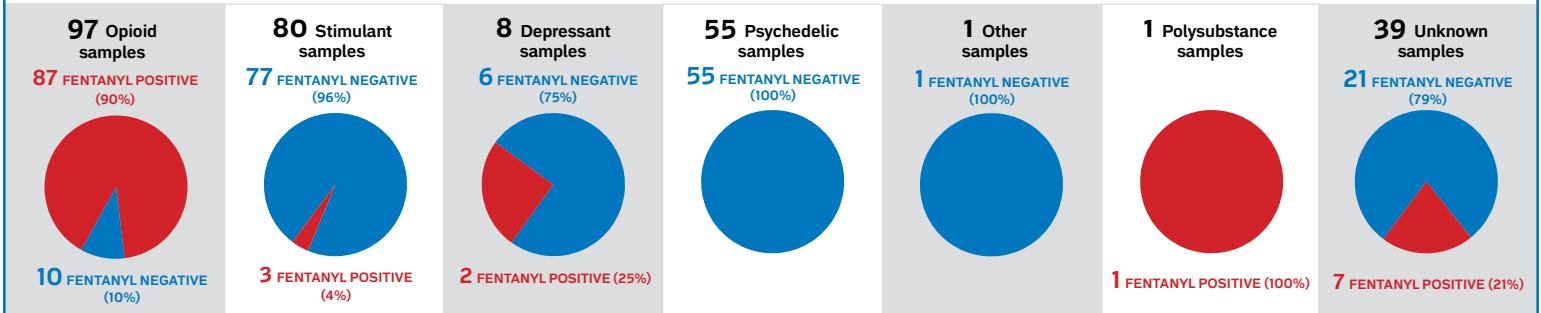 97 Opioid
samples
87 FENTANYL POSITIVE
(90%)
10 FENTANYL NEGATIVE
(10%)
80 Stimulant
samples
77 FENTANYL NEGATIVE
(96%)
3 FENTANYL POSITIVE
(4%)
8 Depressant
samples
6 FENTANYL NEGATIVE
(75%)
2 FENTANYL POSITIVE (25%)
55 Psychedelic
samples
55 FENTANYL NEGATIVE
(100%)
1 Other
samples
1 FENTANYL NEGATIVE
(100%)
1 Polysubstance
samples
1 FENTANYL POSITIVE (100%)
39 Unknown
samples
21 FENTANYL NEGATIVE
(79%)
7 FENTANYL POSITIVE (21%)